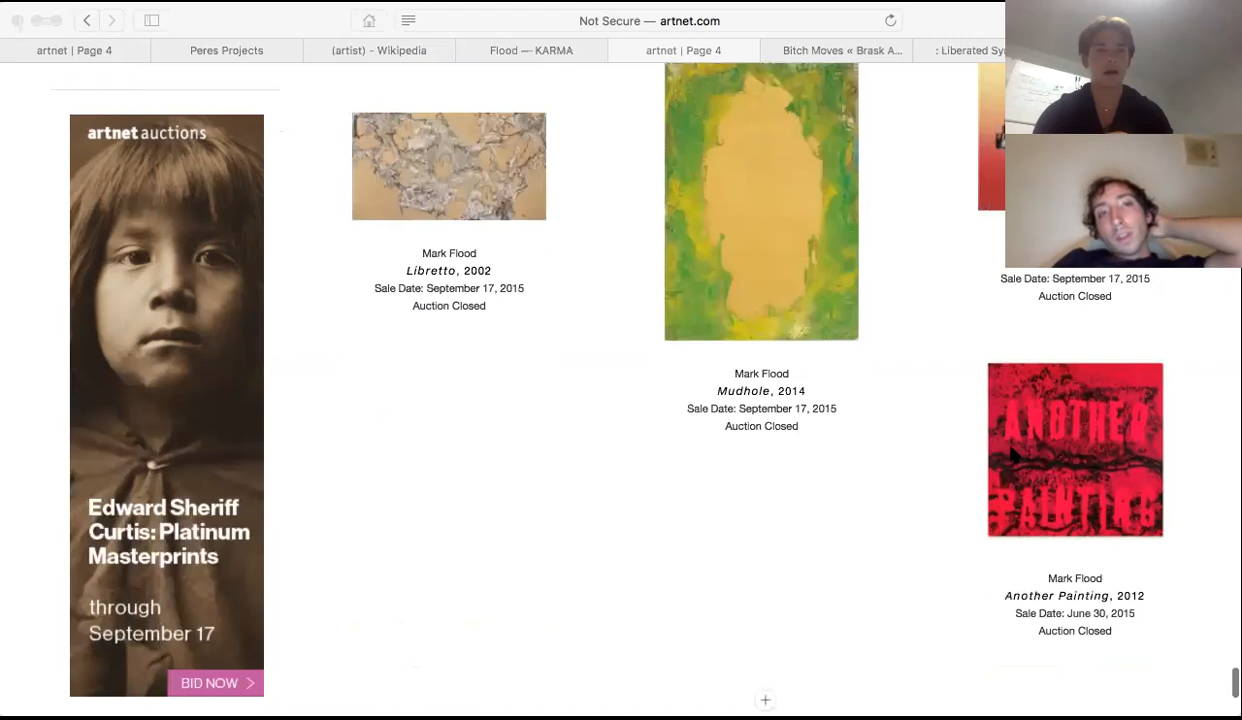 Not Secure — artnet.com
artnet | Page 4
Peres Projects
(artist) - Wikipedia
Flood — KARMA
artnet | Page 4
Bitch Moves « Brask A...
: Liberated Sy
artnet auctions
Edward Sheriff
Curtis: Platinum
Masterprints
through
September 17
BID NOW
Mark Flood
Libretto, 2002
Sale Date: September 17, 2015
Auction Closed
Mark Flood
Mudhole, 2014
Sale Date: September 17, 2015
Auction Closed
Sale Date: September 17, 2015
Auction Closed
ANOTHER
PAINTING
Mark Flood
Another Painting, 2012
Sale Date: June 30, 2015
Auction Closed